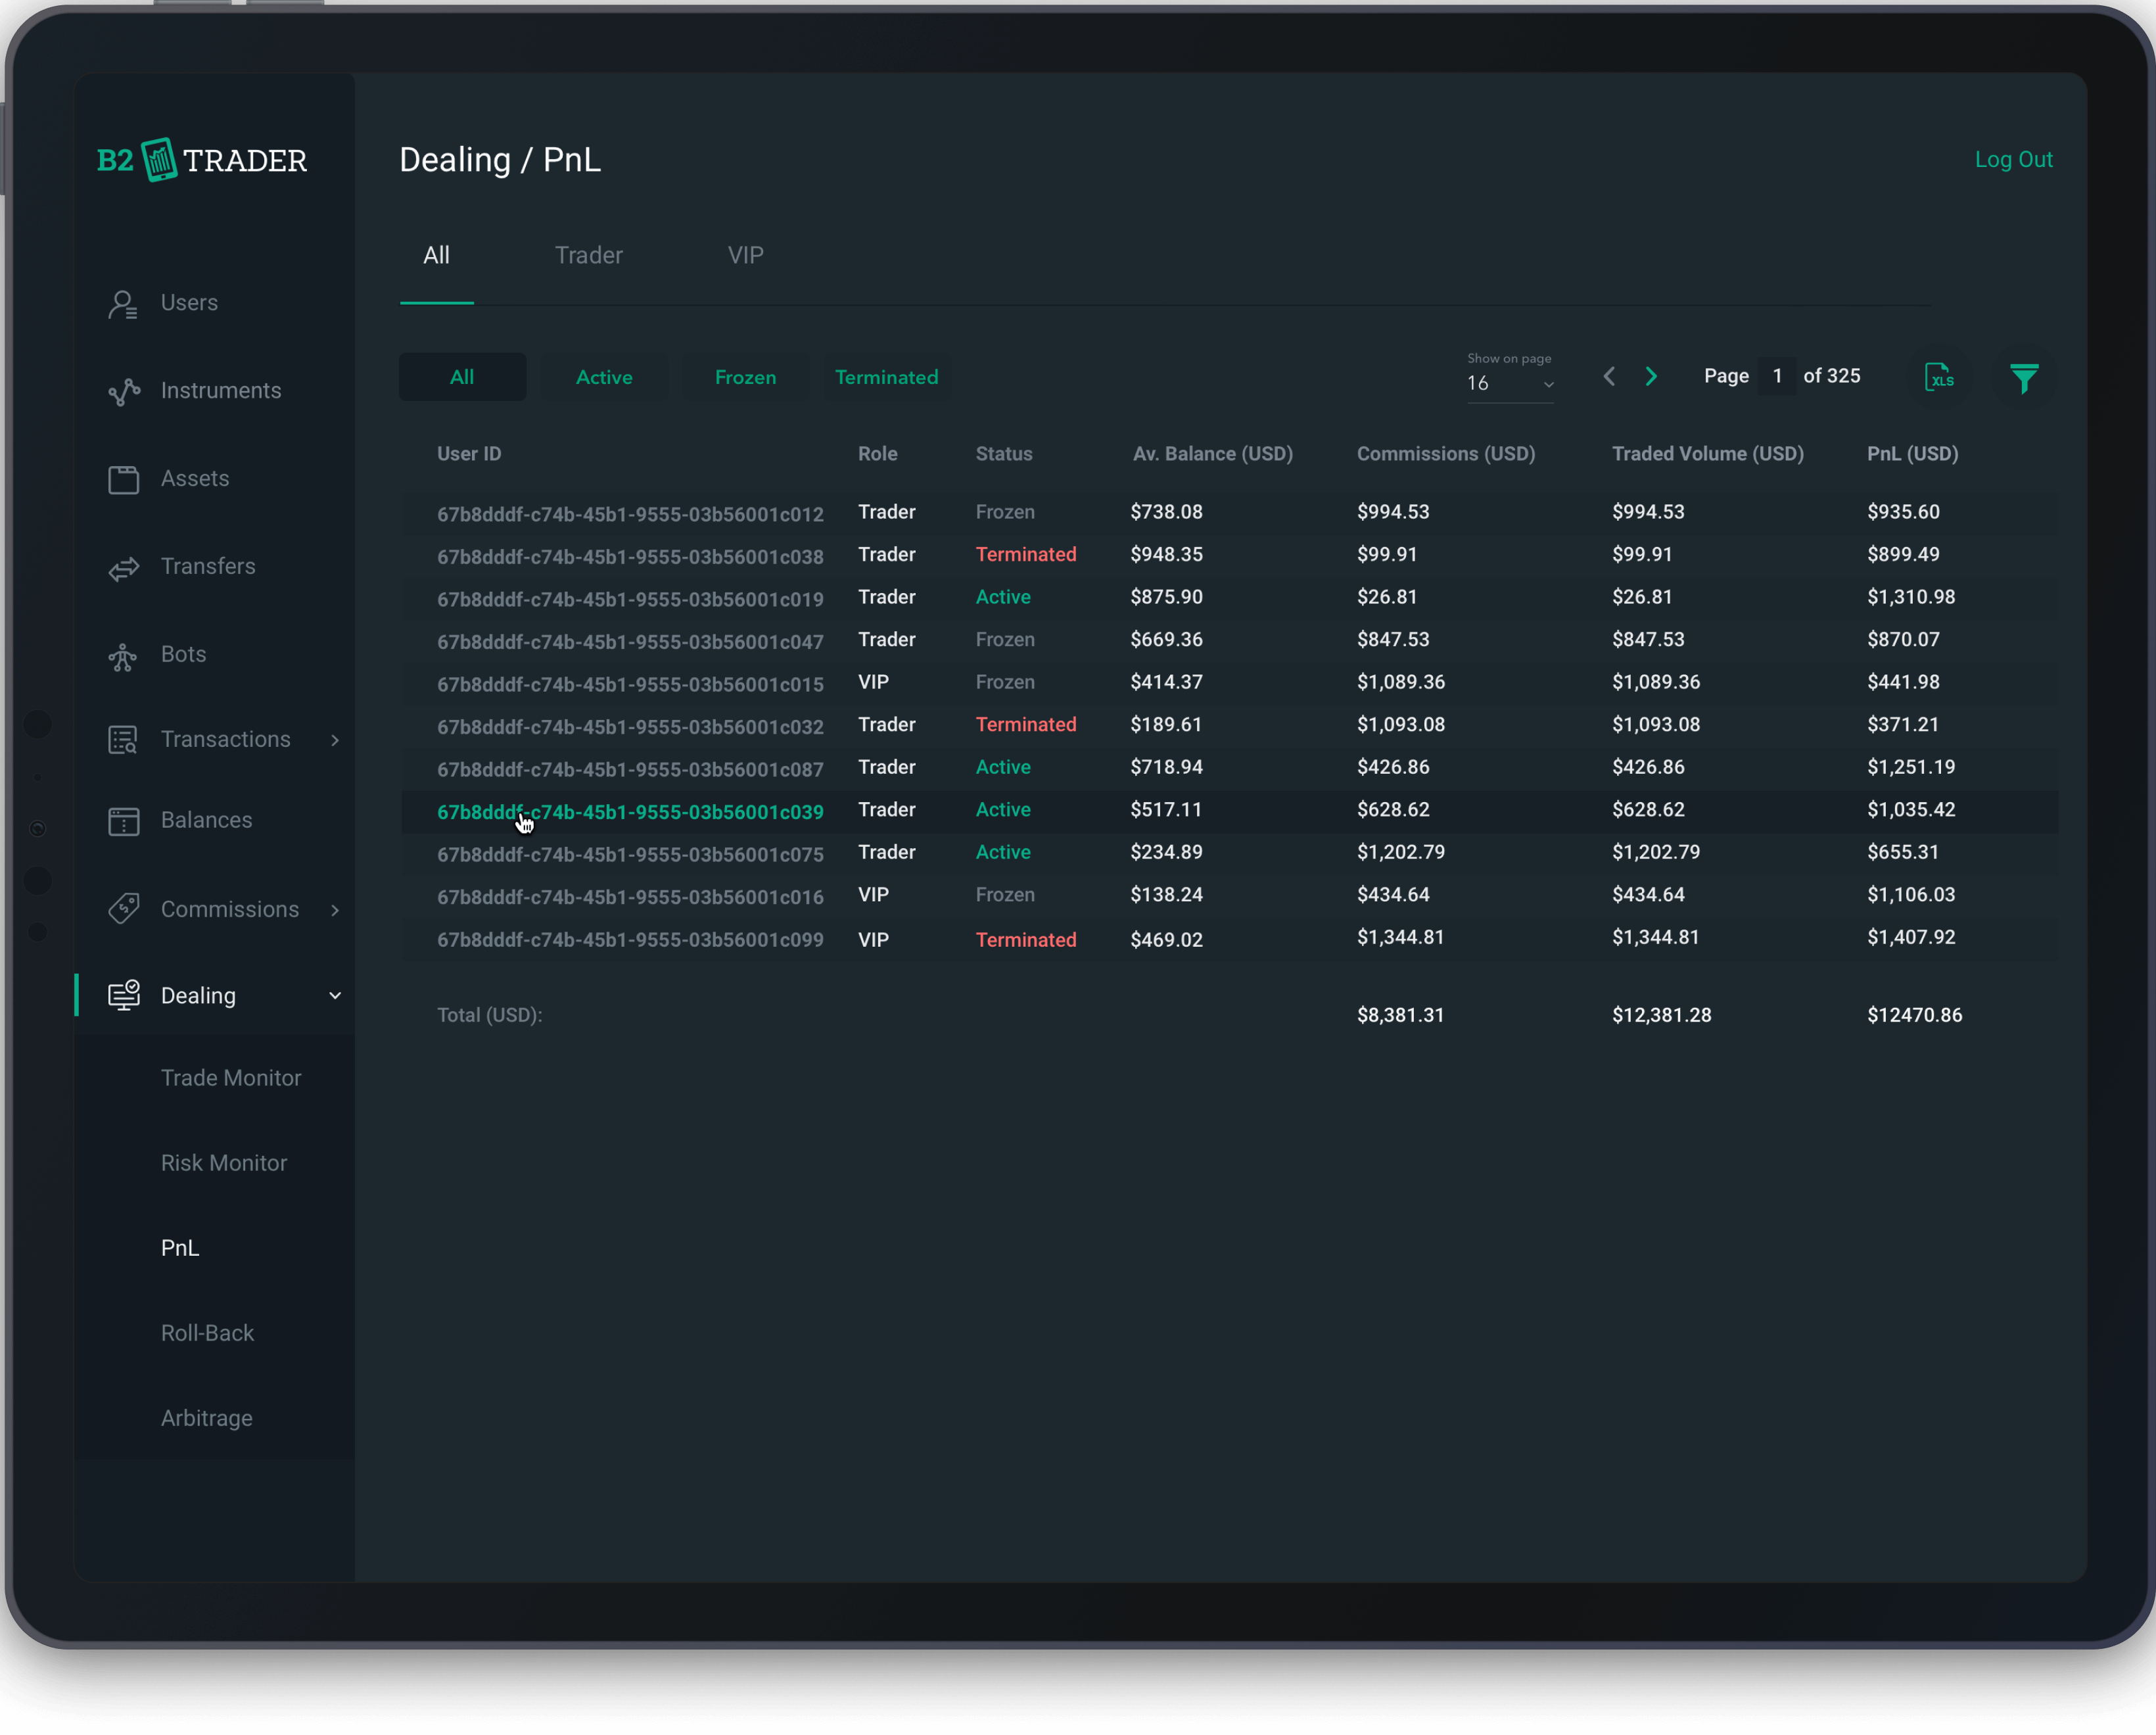 B2 TRADER
Dealing / PnL
Log Out
All Trader VIP
Users
Instruments
Assets
Transfers
Bots
Transactions
Balances
Commissions
Dealing
Trade Monitor
Risk Monitor
PnL
Roll-Back
Arbitrage
All Active Frozen Terminated
Show on page
16
Page 1 of 325
XLS
User ID Role Status Av. Balance (USD) Commissions (USD) Traded Volume (USD) PnL (USD)
67b8dddf-c74b-45b1-9555-03b56001c012 Trader Frozen $738.08 $994.53 $994.53 $935.60
67b8dddf-c74b-45b1-9555-03b56001c038 Trader Terminated $948.35 $99.91 $99.91 $899.49
67b8dddf-c74b-45b1-9555-03b56001c019 Trader Active $875.90 $26.81 $26.81 $1,310.98
67b8dddf-c74b-45b1-9555-03b56001c047 Trader Frozen $669.36 $847.53 $847.53 $870.07
67b8dddf-c74b-45b1-9555-03b56001c015 VIP Frozen $414.37 $1,089.36 $1,089.36 $441.98
67b8dddf-c74b-45b1-9555-03b56001c032 Trader Terminated $189.61 $1,093.08 $1,093.08 $371.21
67b8dddf-c74b-45b1-9555-03b56001c087 Trader Active $718.94 $426.86 $426.86 $1,251.19
67b8dddf-c74b-45b1-9555-03b56001c039 Trader Active $517.11 $628.62 $628.62 $1,035.42
67b8dddf-c74b-45b1-9555-03b56001c075 Trader Active $234.89 $1,202.79 $1,202.79 $655.31
67b8dddf-c74b-45b1-9555-03b56001c016 VIP Frozen $138.24 $434.64 $434.64 $1,106.03
67b8dddf-c74b-45b1-9555-03b56001c099 VIP Terminated $469.02 $1,344.81 $1,344.81 $1,407.92
Total (USD): $8,381.31 $12,381.28 $12470.86